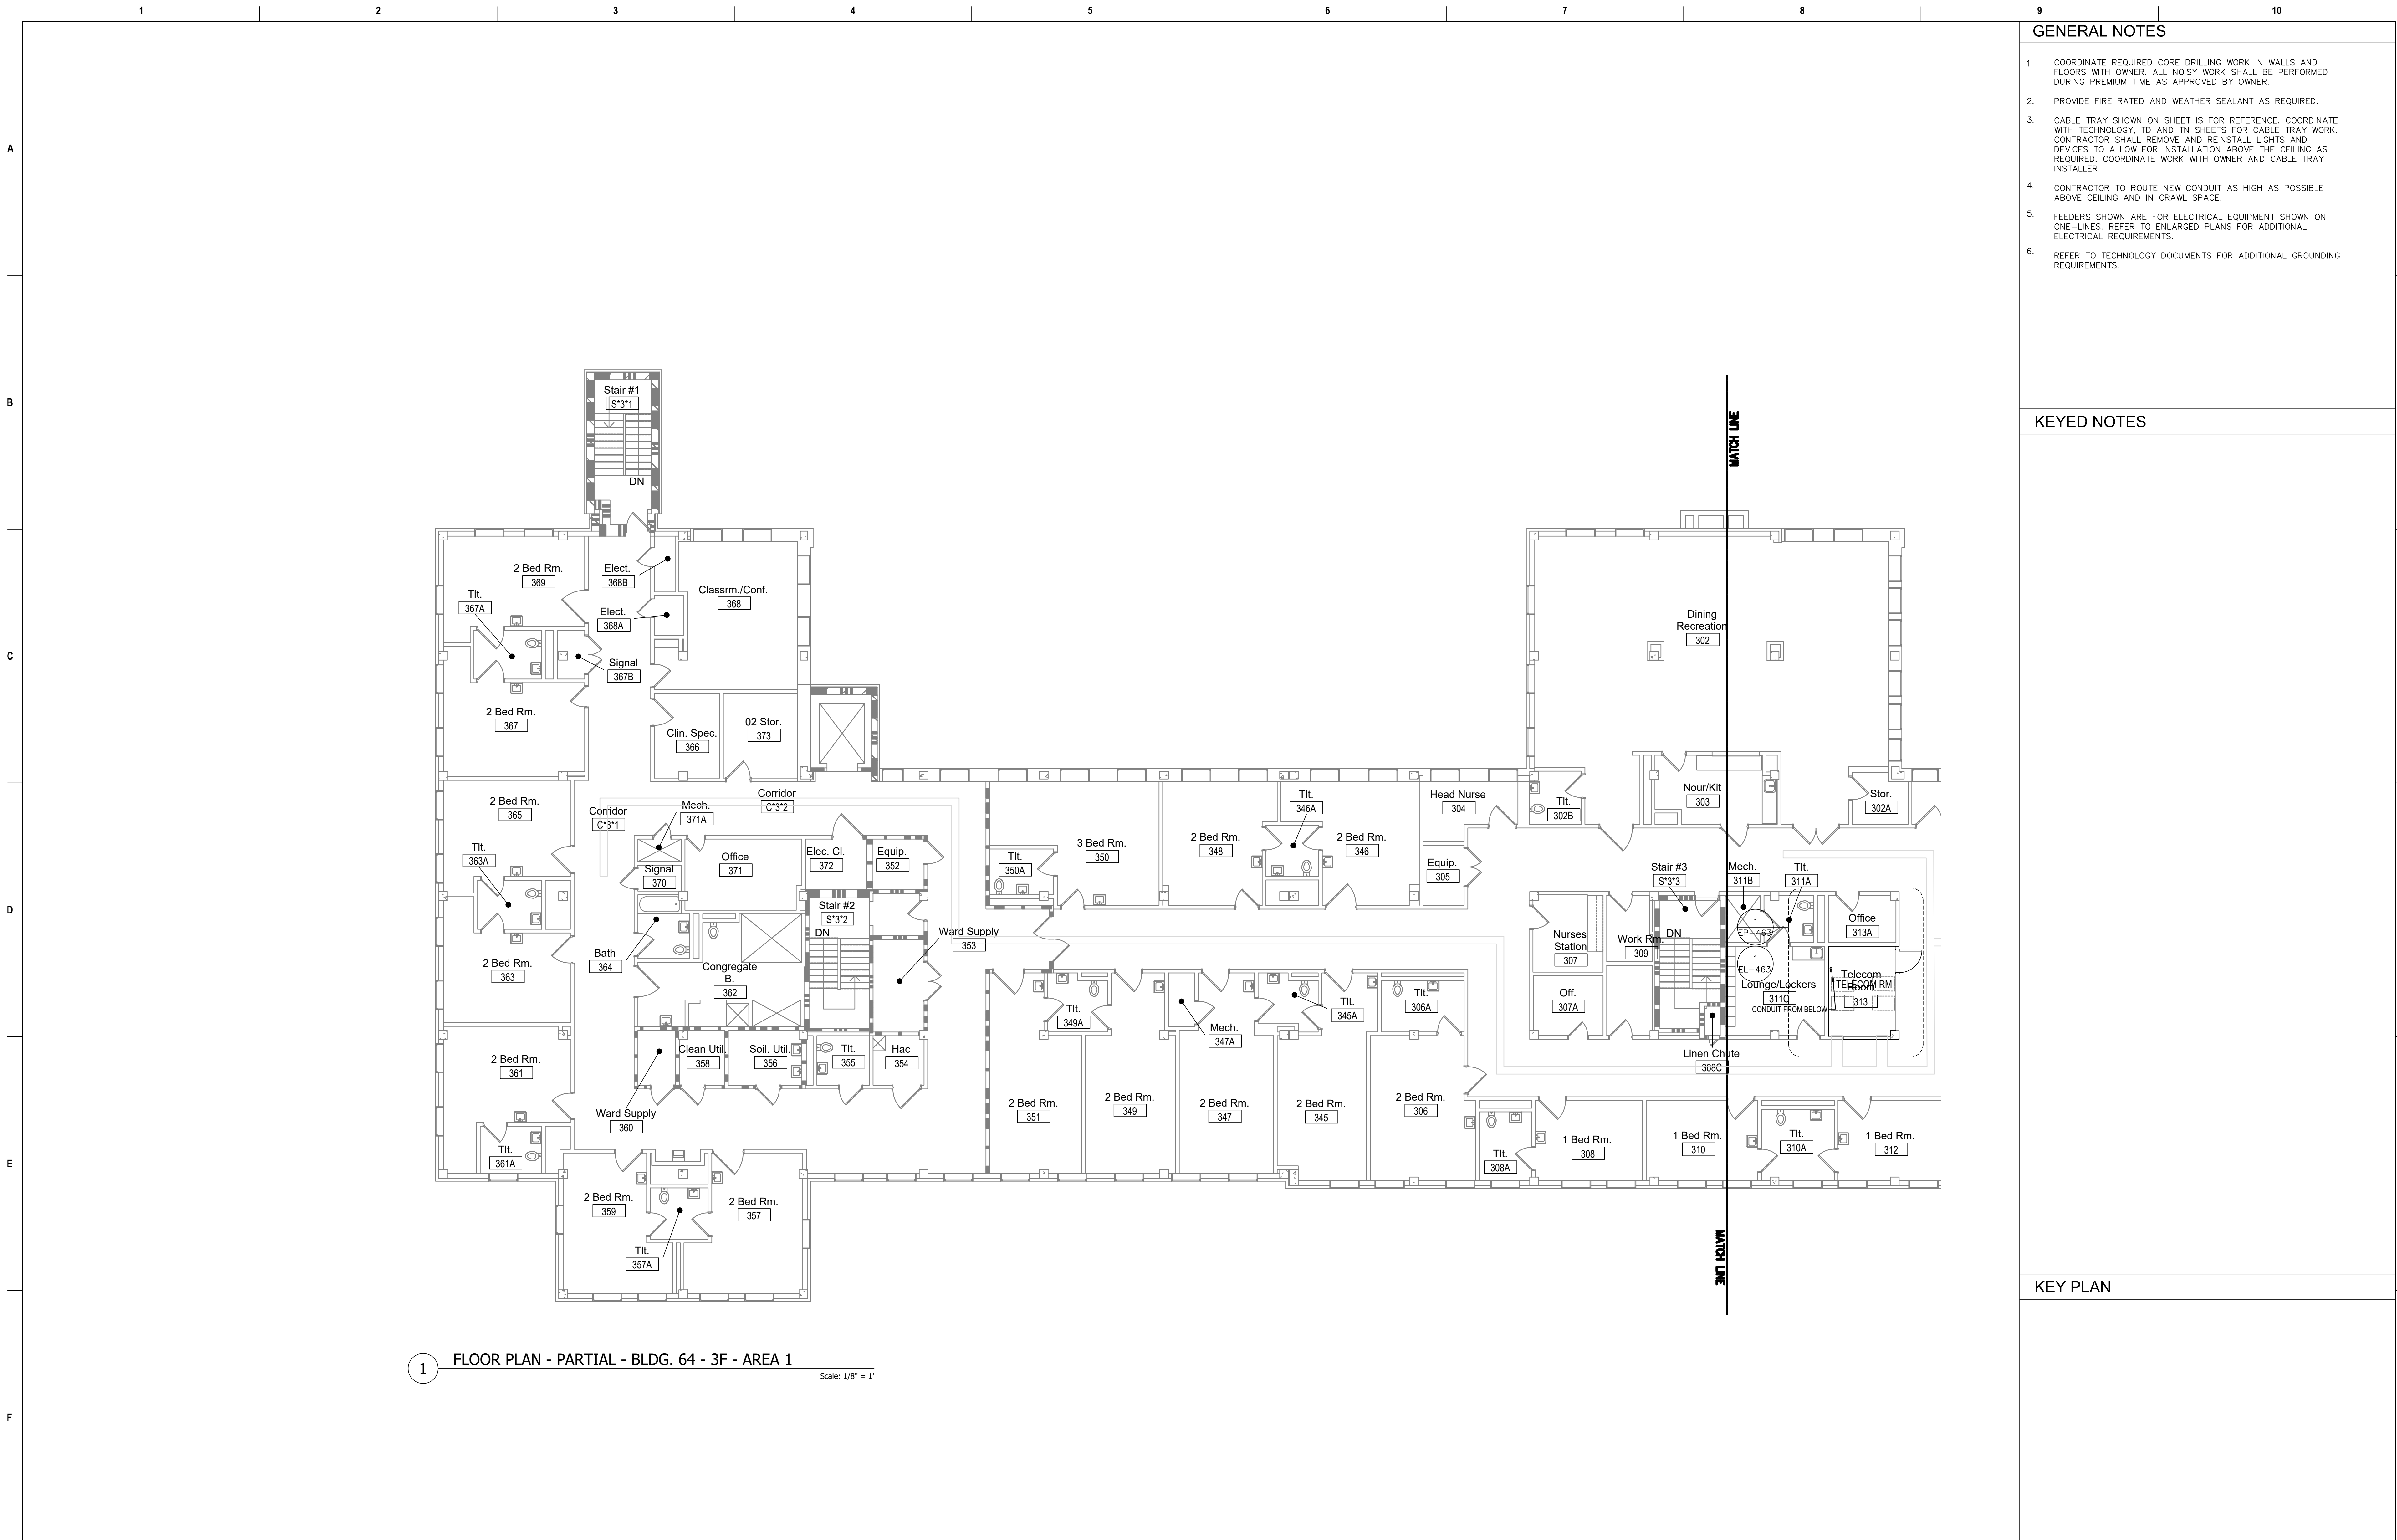 1 2 3 4 5 6 7 8 9 10
A
B
C
D
E
F
GENERAL NOTES
1. COORDINATE REQUIRED CORE DRILLING WORK IN WALLS AND
FLOORS WITH OWNER. ALL NOISY WORK SHALL BE PERFORMED
DURING PREMIUM TIME AS APPROVED BY OWNER.
2. PROVIDE FIRE RATED AND WEATHER SEALANT AS REQUIRED.
3. CABLE TRAY SHOWN ON SHEET IS FOR REFERENCE. COORDINATE
WITH TECHNOLOGY, TD AND TN SHEETS FOR CABLE TRAY WORK.
CONTRACTOR SHALL REMOVE AND REINSTALL LIGHTS AND
DEVICES TO ALLOW FOR INSTALLATION ABOVE THE CEILING AS
REQUIRED. COORDINATE WORK WITH OWNER AND CABLE TRAY
INSTALLER.
4. CONTRACTOR TO ROUTE NEW CONDUIT AS HIGH AS POSSIBLE
ABOVE CEILING AND IN CRAWL SPACE.
5. FEEDERS SHOWN ARE FOR ELECTRICAL EQUIPMENT SHOWN ON
ONE-LINES. REFER TO ENLARGED PLANS FOR ADDITIONAL
ELECTRICAL REQUIREMENTS.
6. REFER TO TECHNOLOGY DOCUMENTS FOR ADDITIONAL GROUNDING
REQUIREMENTS.
KEYED NOTES
KEY PLAN
Stair #1
S*3*1
DN
MATCH LINE
2 Bed Rm.
369
Elect.
368B
Tlt.
367A
Elect.
368A
Classrm./Conf.
368
Signal
367B
2 Bed Rm.
367
Clin. Spec.
366
02 Stor.
373
Dining
Recreation
302
2 Bed Rm.
365
Corridor
C*3*1
Mech.
371A
Corridor
C*3*2
Tlt.
363A
Signal
370
Office
371
Elec. Cl.
372
Equip.
352
Tlt.
350A
3 Bed Rm.
350
2 Bed Rm.
348
Tlt.
346A
2 Bed Rm.
346
Head Nurse
304
Equip.
305
Tlt.
302B
Nour/Kit
303
Stor.
302A
Stair #3
S*3*3
Mech.
311B
Tlt.
311A
Stair #2
S*3*2
DN
Ward Supply
353
2 Bed Rm.
363
Bath
364
Congregate
B.
362
Nurses
Station
307
Work Rm.
309
DN
1
EP-463
1
EL-463
Office
313A
Telecom
Room
313
8
1
TELECOM RM
Lounge/Lockers
311C
CONDUIT FROM BELOW
Off.
307A
Tlt.
349A
Mech.
347A
Tlt.
345A
Tlt.
306A
Linen Chute
368C
2 Bed Rm.
361
Clean Util.
358
Soil. Util.
356
Tlt.
355
Hac
354
Ward Supply
360
Tlt.
361A
2 Bed Rm.
351
2 Bed Rm.
349
2 Bed Rm.
347
2 Bed Rm.
345
2 Bed Rm.
306
Tlt.
308A
1 Bed Rm.
308
1 Bed Rm.
310
Tlt.
310A
1 Bed Rm.
312
2 Bed Rm.
359
2 Bed Rm.
357
Tlt.
357A
MATCH LINE
1 FLOOR PLAN - PARTIAL - BLDG. 64 - 3F - AREA 1
Scale: 1/8" = 1'